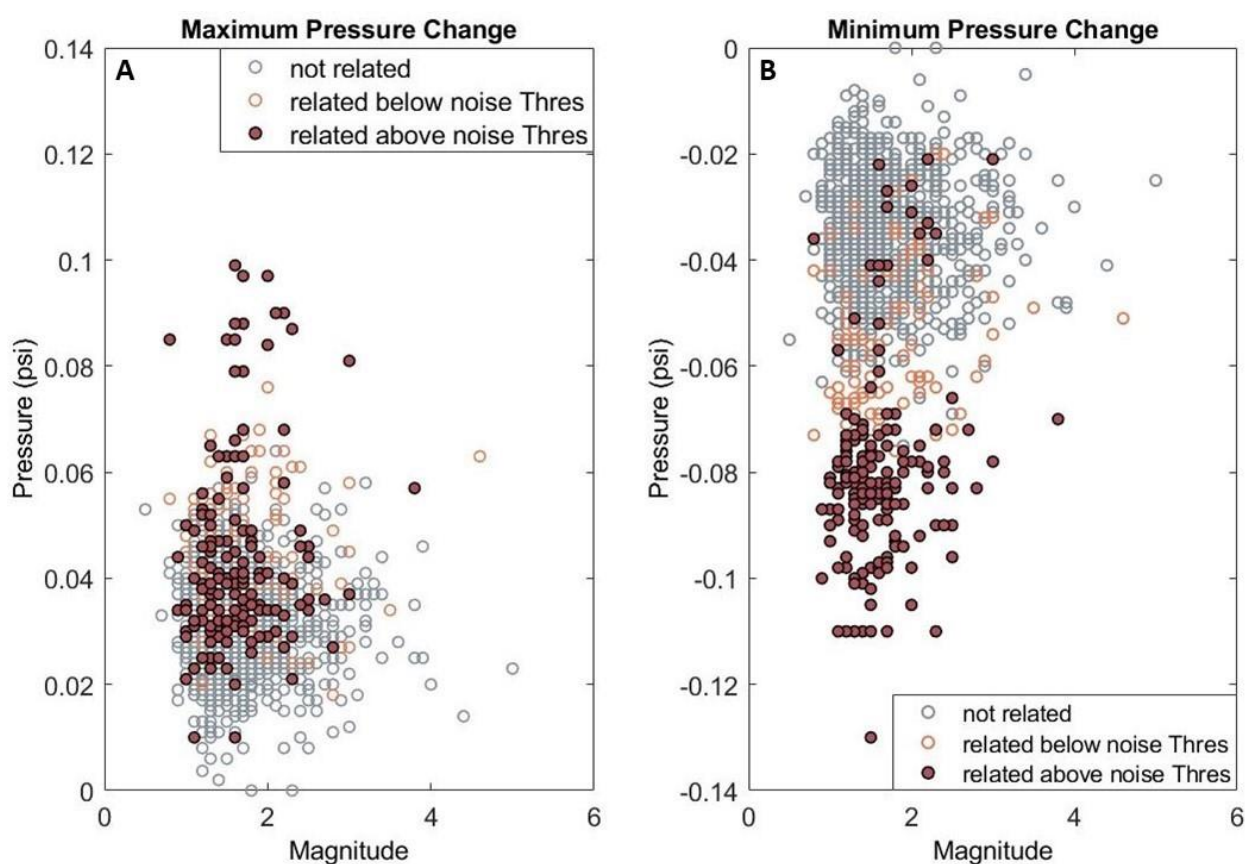 Maximum Pressure Change
A
not related
related below noise Thres
related above noise Thres
0.14
0.12
0.1
0.08
0.06
0.04
0.02
0
Pressure (psi)
0 2 4 6
Magnitude
Minimum Pressure Change
B
0
-0.02
-0.04
-0.06
-0.08
-0.1
-0.12
-0.14
Pressure (psi)
not related
related below noise Thres
related above noise Thres
0 2 4 6
Magnitude